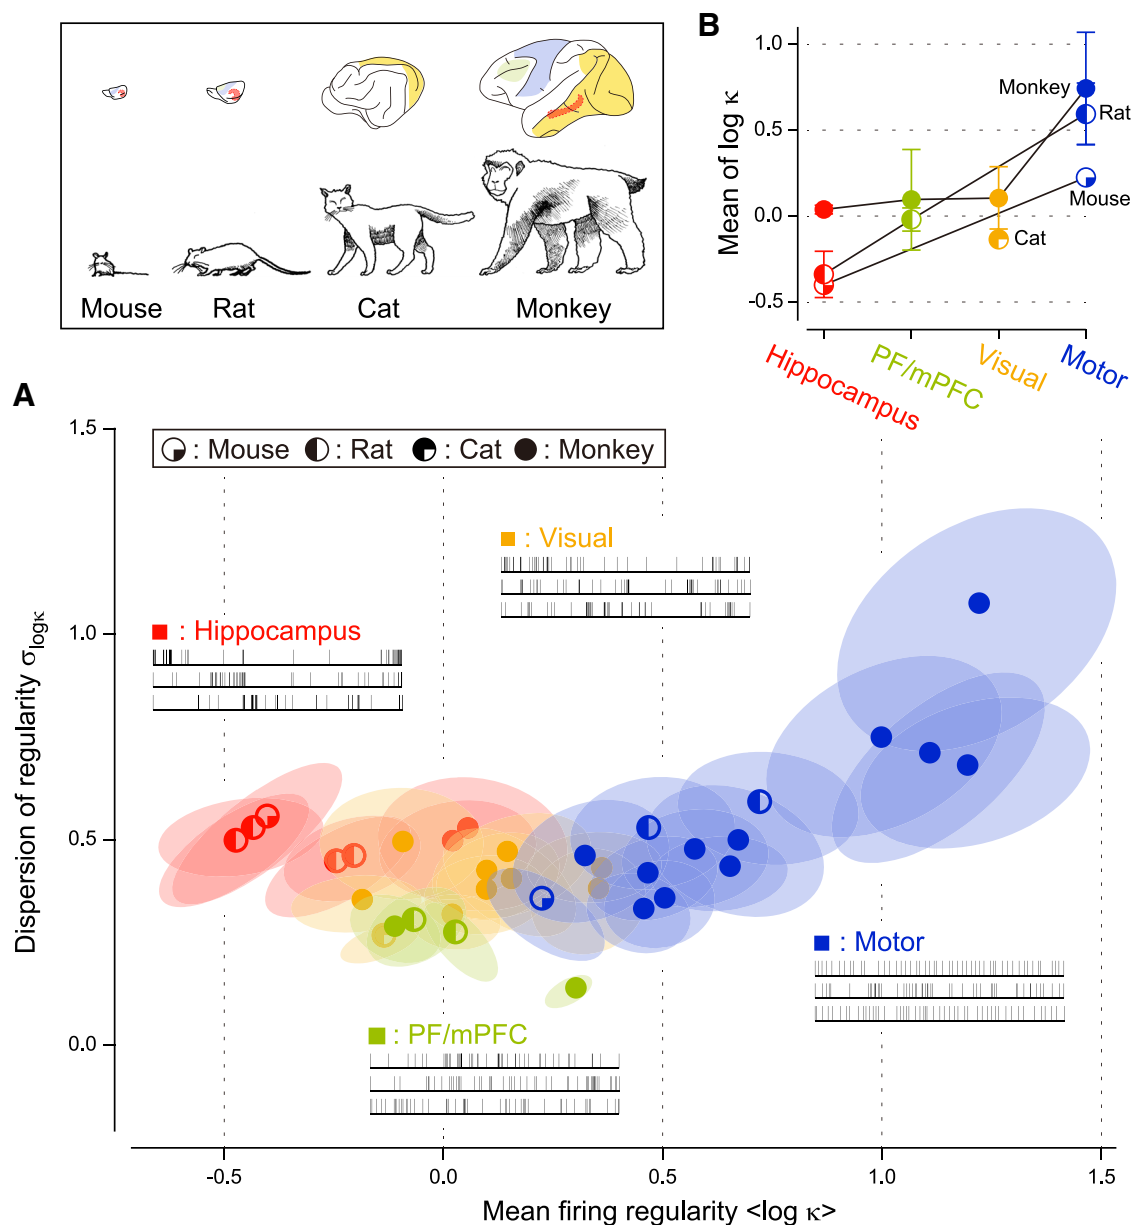 Mouse
Rat
Cat
Monkey
B
Mean of log κ
1.0
0.5
0.0
-0.5
Monkey
Rat
Mouse
Cat
Hippocampus
PF/mPFC
Visual
Motor
A
Dispersion of regularity σlogκ
1.5
1.0
0.5
0.0
: Mouse : Rat : Cat : Monkey
: Visual
: Hippocampus
: Motor
: PF/mPFC
-0.5 0.0 0.5 1.0 1.5
Mean firing regularity <log κ>